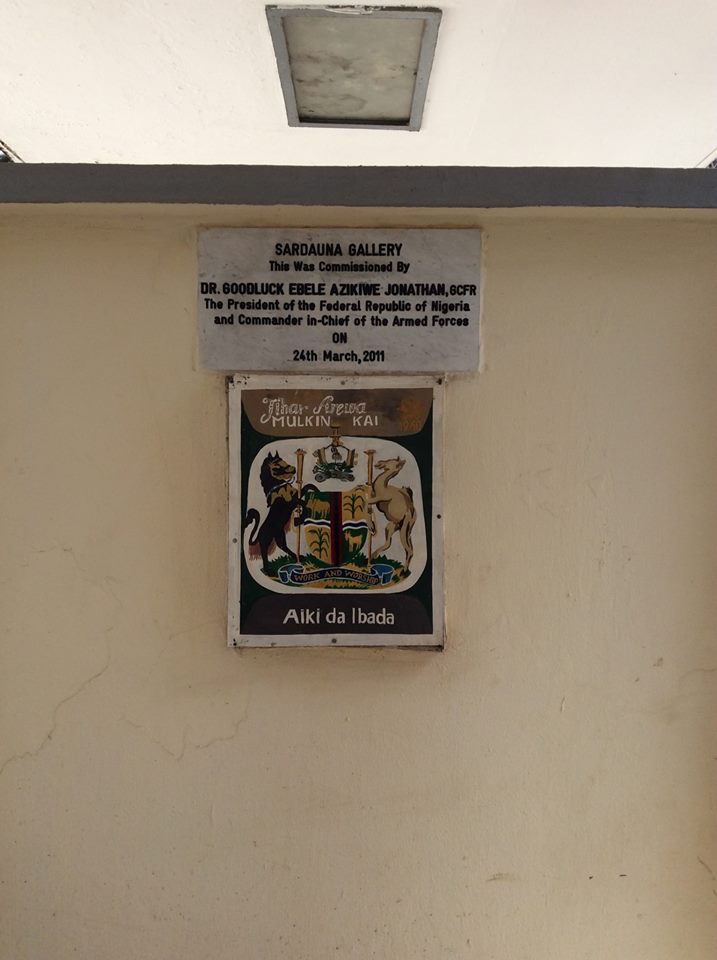 SARDAUNA GALLERY
This Was Commissioned By
DR. GOODLUCK EBELE AZIKIWE JONATHAN, GCFR
The President of the Federal Republic of Nigeria
and Commander in-Chief of the Armed Forces
ON
24th March, 2011
Jihar Arewa
MULKIN KAI
WORK AND WORSHIP
Aiki da Ibada